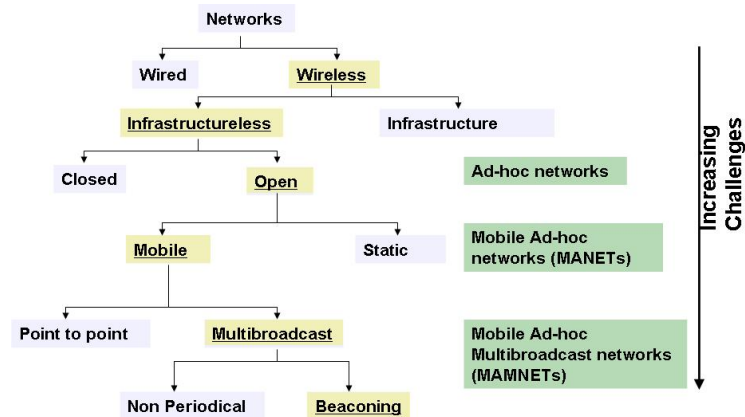 Networks
Wired
Wireless
Infrastructureless
Infrastructure
Closed
Open
Ad-hoc networks
Mobile
Static
Mobile Ad-hoc
networks (MANETs)
Point to point
Multibroadcast
Mobile Ad-hoc
Multibroadcast networks
(MAMNETs)
Non Periodical
Beaconing
Increasing
Challenges